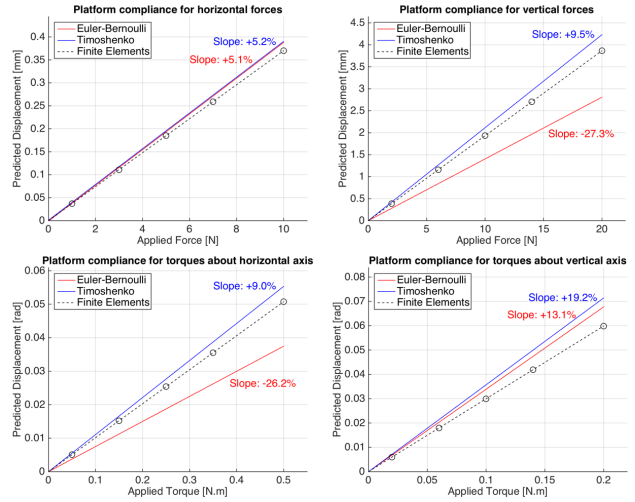 Platform compliance for horizontal forces
Euler-Bernoulli
Timoshenko
Finite Elements
Slope: +5.2%
Slope: +5.1%
Predicted Displacement [mm]
0.4
0.35
0.3
0.25
0.2
0.15
0.1
0.05
0
0 2 4 6 8 10
Applied Force [N]
Platform compliance for vertical forces
Euler-Bernoulli
Timoshenko
Finite Elements
Slope: +9.5%
Slope: -27.3%
Predicted Displacement [mm]
4.5
4
3.5
3
2.5
2
1.5
1
0.5
0
0 5 10 15 20
Applied Force [N]
Platform compliance for torques about horizontal axis
Euler-Bernoulli
Timoshenko
Finite Elements
Slope: +9.0%
Slope: -26.2%
Predicted Displacement [rad]
0.06
0.05
0.04
0.03
0.02
0.01
0
0 0.1 0.2 0.3 0.4 0.5
Applied Torque [N.m]
Platform compliance for torques about vertical axis
Euler-Bernoulli
Timoshenko
Finite Elements
Slope: +19.2%
Slope: +13.1%
Predicted Displacement [rad]
0.08
0.07
0.06
0.05
0.04
0.03
0.02
0.01
0.00
0 0.05 0.1 0.15 0.2
Applied Torque [N.m]